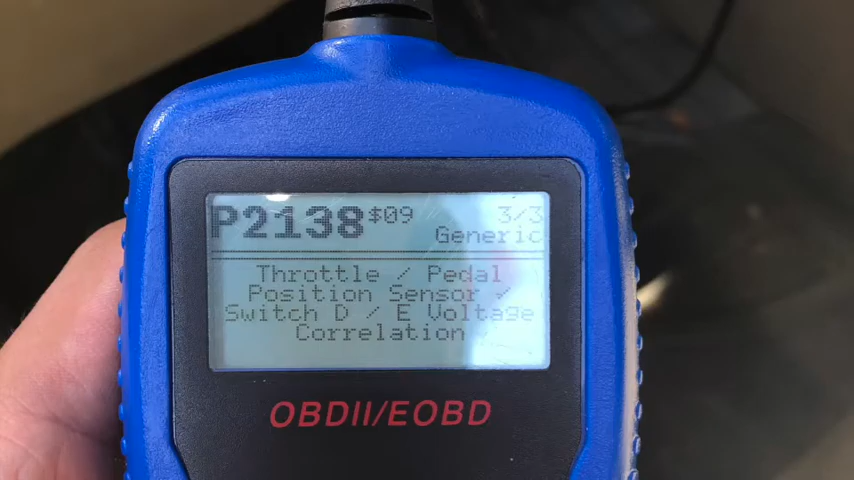 P2138 $09 3/3
Generic
Throttle / Pedal
Position Sensor /
Switch D / E Voltage
Correlation
OBDII/EOBD